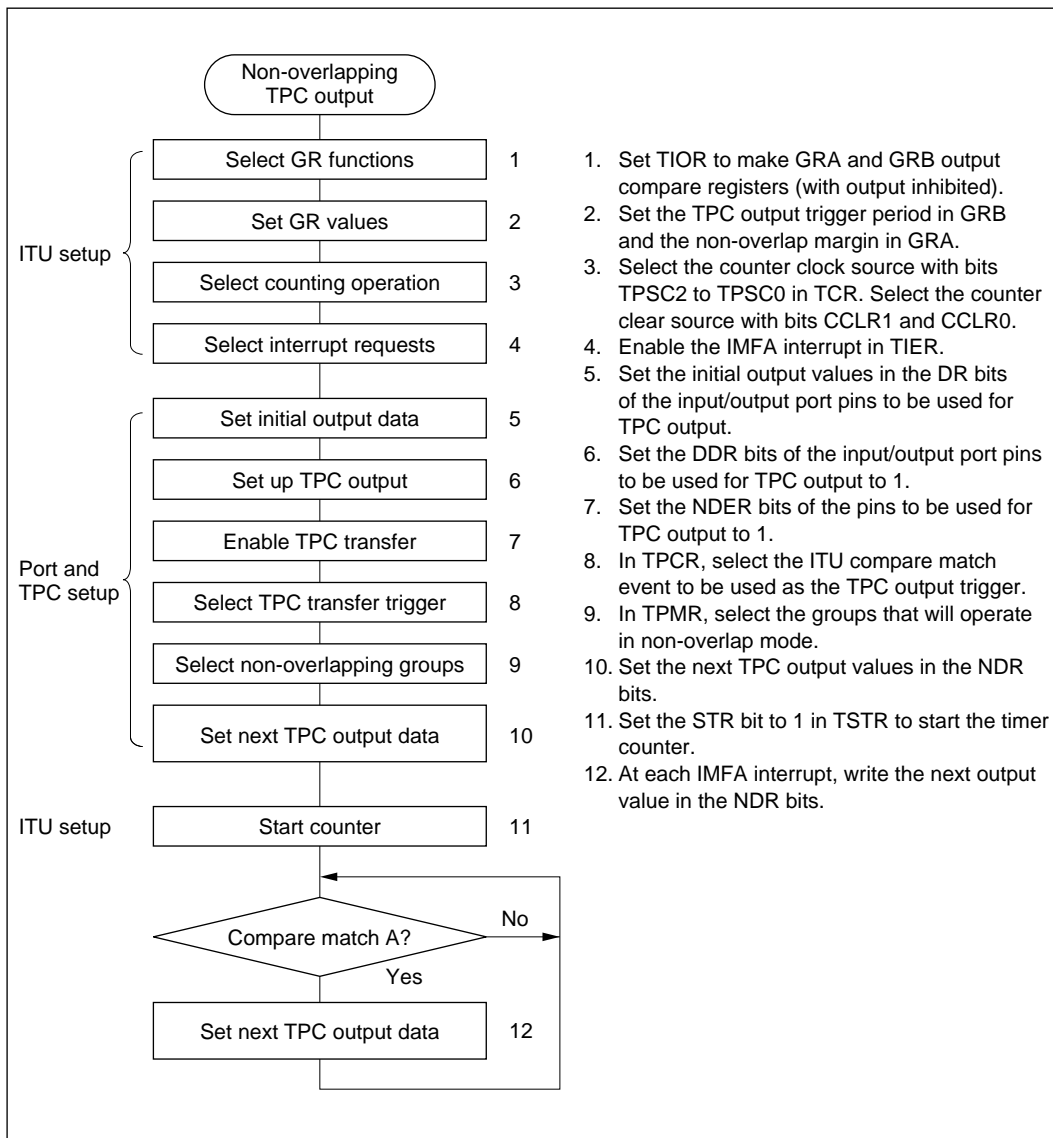 Non-overlapping
TPC output
ITU setup
Select GR functions 1
Set GR values 2
Select counting operation 3
Select interrupt requests 4
Port and
TPC setup
Set initial output data 5
Set up TPC output 6
Enable TPC transfer 7
Select TPC transfer trigger 8
Select non-overlapping groups 9
Set next TPC output data 10
ITU setup
Start counter 11
Compare match A?
No
Yes
Set next TPC output data 12
1. Set TIOR to make GRA and GRB output
compare registers (with output inhibited).
2. Set the TPC output trigger period in GRB
and the non-overlap margin in GRA.
3. Select the counter clock source with bits
TPSC2 to TPSC0 in TCR. Select the counter
clear source with bits CCLR1 and CCLR0.
4. Enable the IMFA interrupt in TIER.
5. Set the initial output values in the DR bits
of the input/output port pins to be used for
TPC output.
6. Set the DDR bits of the input/output port pins
to be used for TPC output to 1.
7. Set the NDER bits of the pins to be used for
TPC output to 1.
8. In TPCR, select the ITU compare match
event to be used as the TPC output trigger.
9. In TPMR, select the groups that will operate
in non-overlap mode.
10. Set the next TPC output values in the NDR
bits.
11. Set the STR bit to 1 in TSTR to start the timer
counter.
12. At each IMFA interrupt, write the next output
value in the NDR bits.